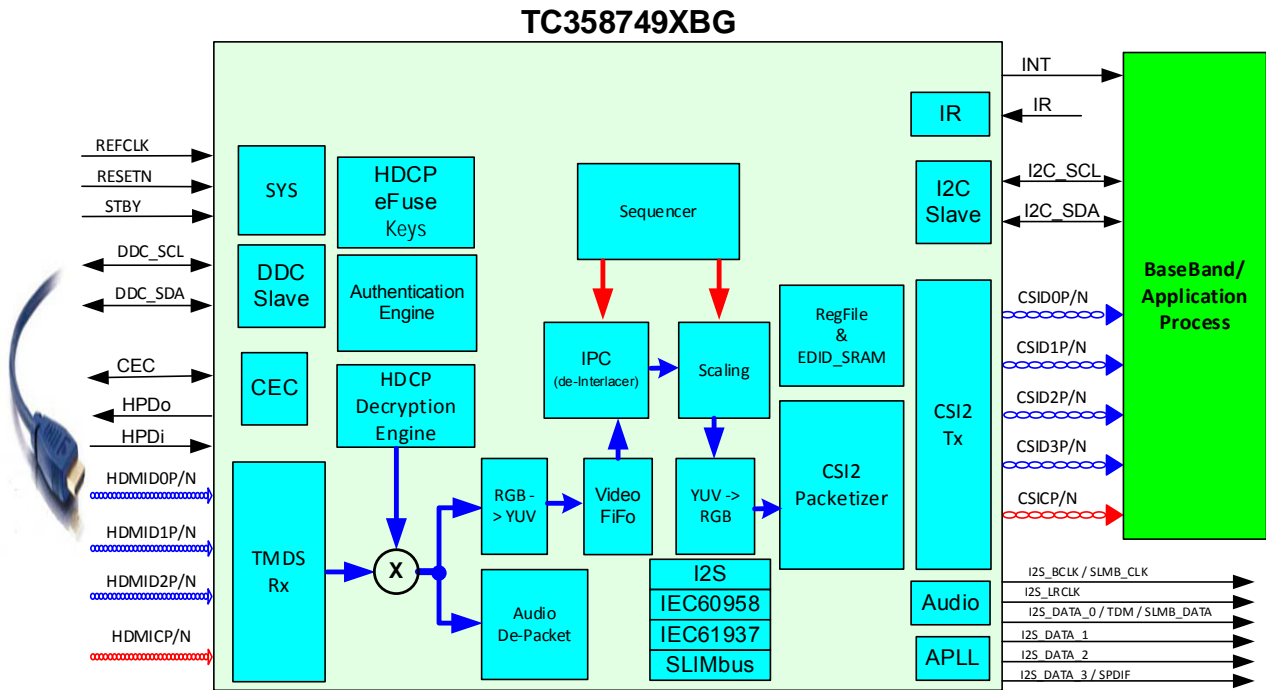 TC358749XBG
REFCLK
RESETN
STBY
DDC_SCL
DDC_SDA
CEC
HPDo
HPDi
HDMID0P/N
HDMID1P/N
HDMID2P/N
HDMICP/N
SYS
DDC
Slave
CEC
TMDS
Rx
HDCP
eFuse
Keys
Authentication
Engine
HDCP
Decryption
Engine
X
RGB -
> YUV
Audio
De-Packet
Video
FiFo
Sequencer
IPC
(de-Interlacer)
Scaling
YUV ->
RGB
I2S
IEC60958
IEC61937
SLIMbus
RegFile
&
EDID_SRAM
CSI2
Packetizer
IR
I2C
Slave
CSI2
Tx
Audio
APLL
INT
IR
I2C_SCL
I2C_SDA
CSID0P/N
CSID1P/N
CSID2P/N
CSID3P/N
CSICP/N
BaseBand/
Application
Process
I2S_BCLK / SLMB_CLK
I2S_LRCLK
I2S_DATA_0 / TDM / SLMB_DATA
I2S_DATA_1
I2S_DATA_2
I2S_DATA_3 / SPDIF